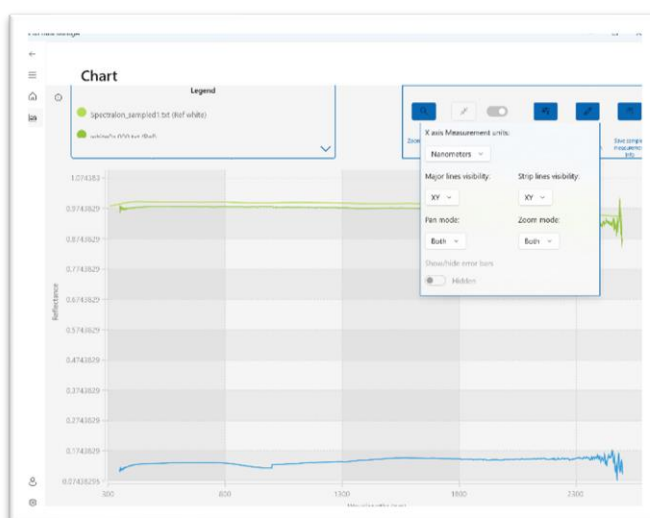 Chart
Legend
Spectralon_sampled1.txt (Ref white)
X axis Measurement units:
Nanometers
Major lines visibility:
Strip lines visibility:
XY
XY
Pan mode:
Zoom mode:
Both
Both
Show/hide error bars
Hidden
Reflectance
1.074383
0.9743829
0.8743829
0.7743829
0.6743829
0.5743829
0.4743829
0.3743829
0.2743829
0.1743829
0.07438293
300
800
1300
1800
2300